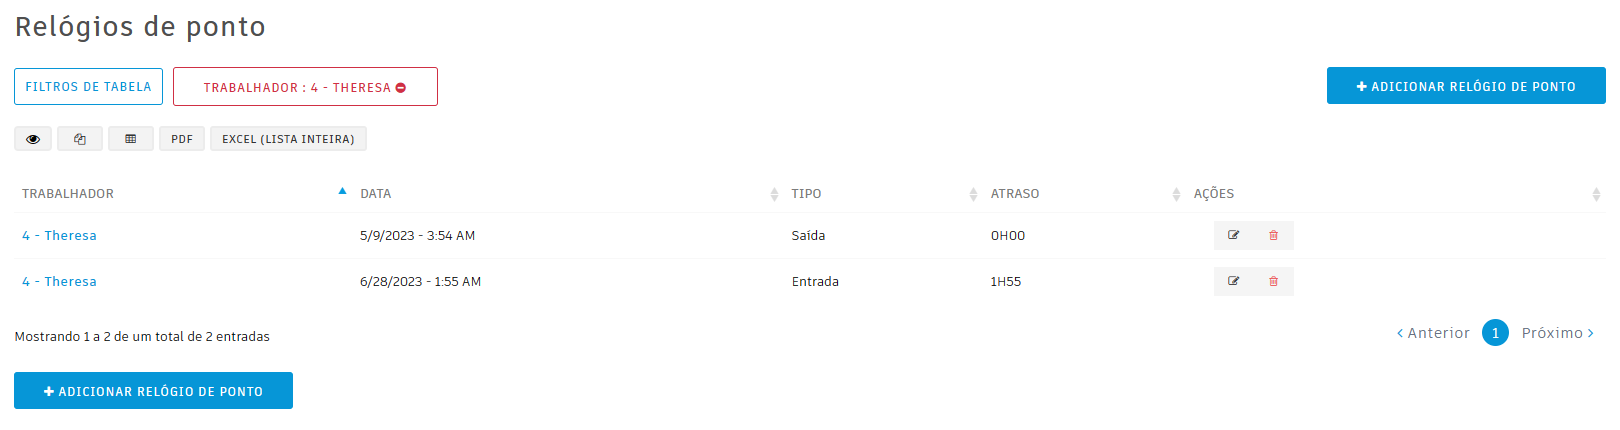 Relógios de ponto
FILTROS DE TABELA
TRABALHADOR : 4 - THERESA
ADICIONAR RELÓGIO DE PONTO
PDF
EXCEL (LISTA INTEIRA)
TRABALHADOR DATA TIPO ATRASO AÇÕES
4 - Theresa 5/9/2023 - 3:54 AM Saída 0H00
4 - Theresa 6/28/2023 - 1:55 AM Entrada 1H55
Mostrando 1 a 2 de um total de 2 entradas
Anterior 1 Próximo
ADICIONAR RELÓGIO DE PONTO